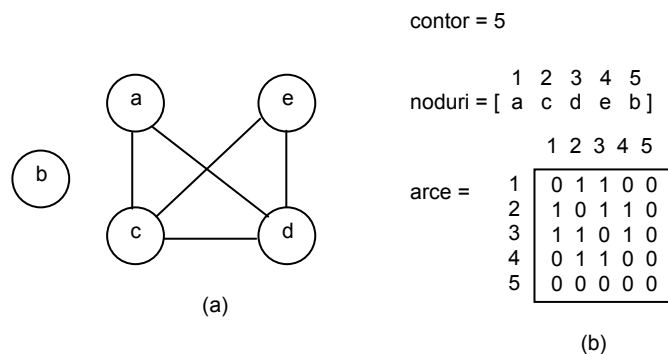 contor = 5
a
e
b
c
d
(a)
1 2 3 4 5
noduri = [ a c d e b ]
1 2 3 4 5
arce =
1 0 1 1 0 0
2 1 0 1 1 0
3 1 1 0 1 0
4 0 1 1 0 0
5 0 0 0 0 0
(b)